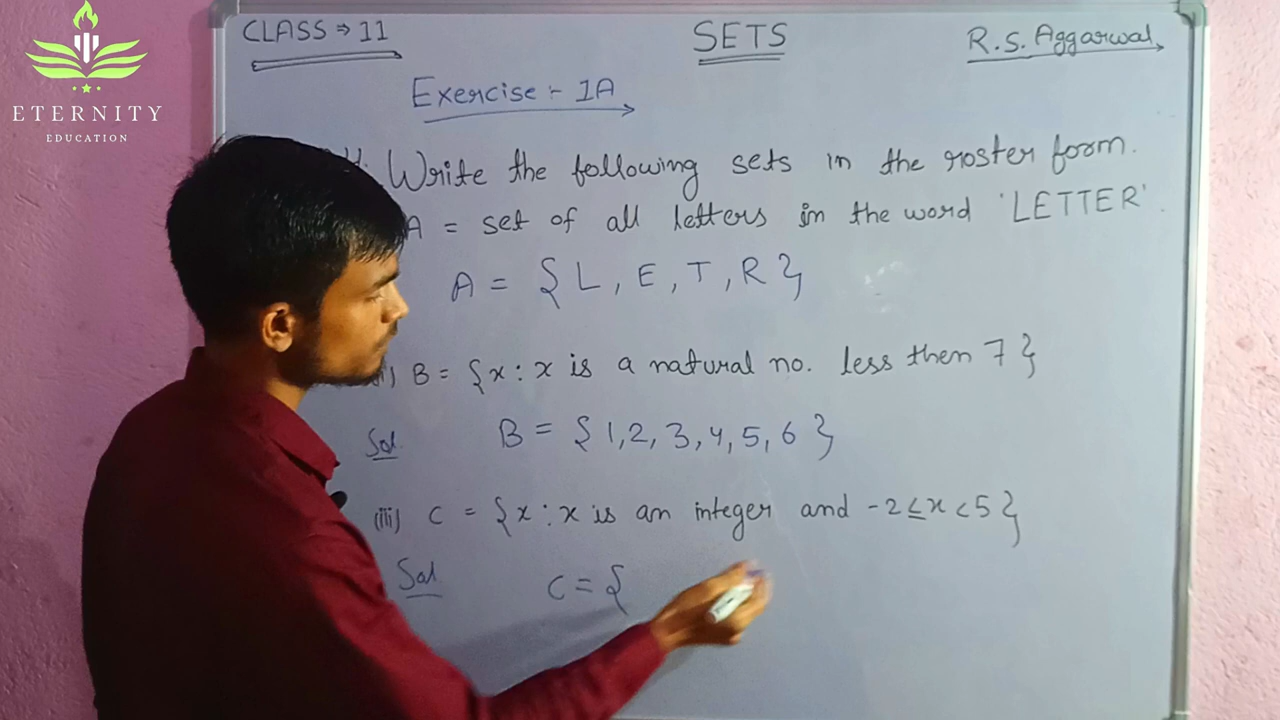 ETERNITY
EDUCATION
CLASS ⇒ 11
SETS
R.S. Aggarwal
Exercise :- 1A
Write the following sets in the roster form.
A = set of all letters in the word 'LETTER'.
A = {L, E, T, R}
B = {x : x is a natural no. less then 7}
Sol
B = {1,2, 3, 4, 5, 6}
(iii) C = {x : x is an integer and -2 ≤ x < 5}
Sol
C = {